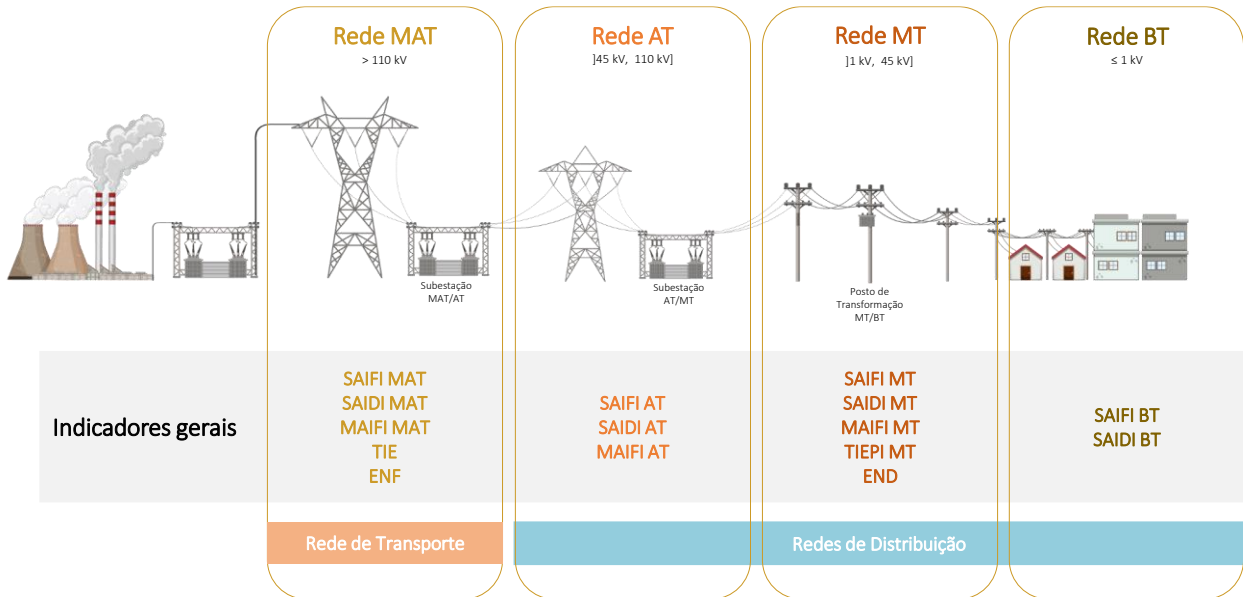 Rede MAT
> 110 kV
Rede AT
]45 kV, 110 kV]
Rede MT
]1 kV, 45 kV]
Rede BT
≤ 1 kV
Subestação
MAT/AT
Subestação
AT/MT
Posto de
Transformação
MT/BT
Indicadores gerais
SAIFI MAT
SAIDI MAT
MAIFI MAT
TIE
ENF
SAIFI AT
SAIDI AT
MAIFI AT
SAIFI MT
SAIDI MT
MAIFI MT
TIEPI MT
END
SAIFI BT
SAIDI BT
Rede de Transporte
Redes de Distribuição